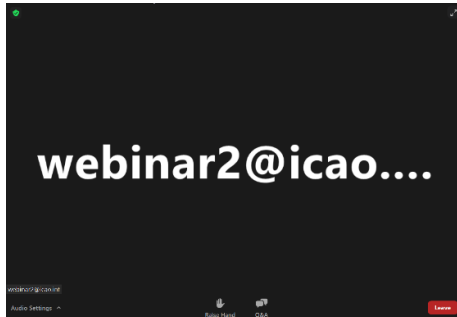 webinar2@icao....
webinar2@icao.int
Audio Settings
Raise Hand
Q&A
Leave